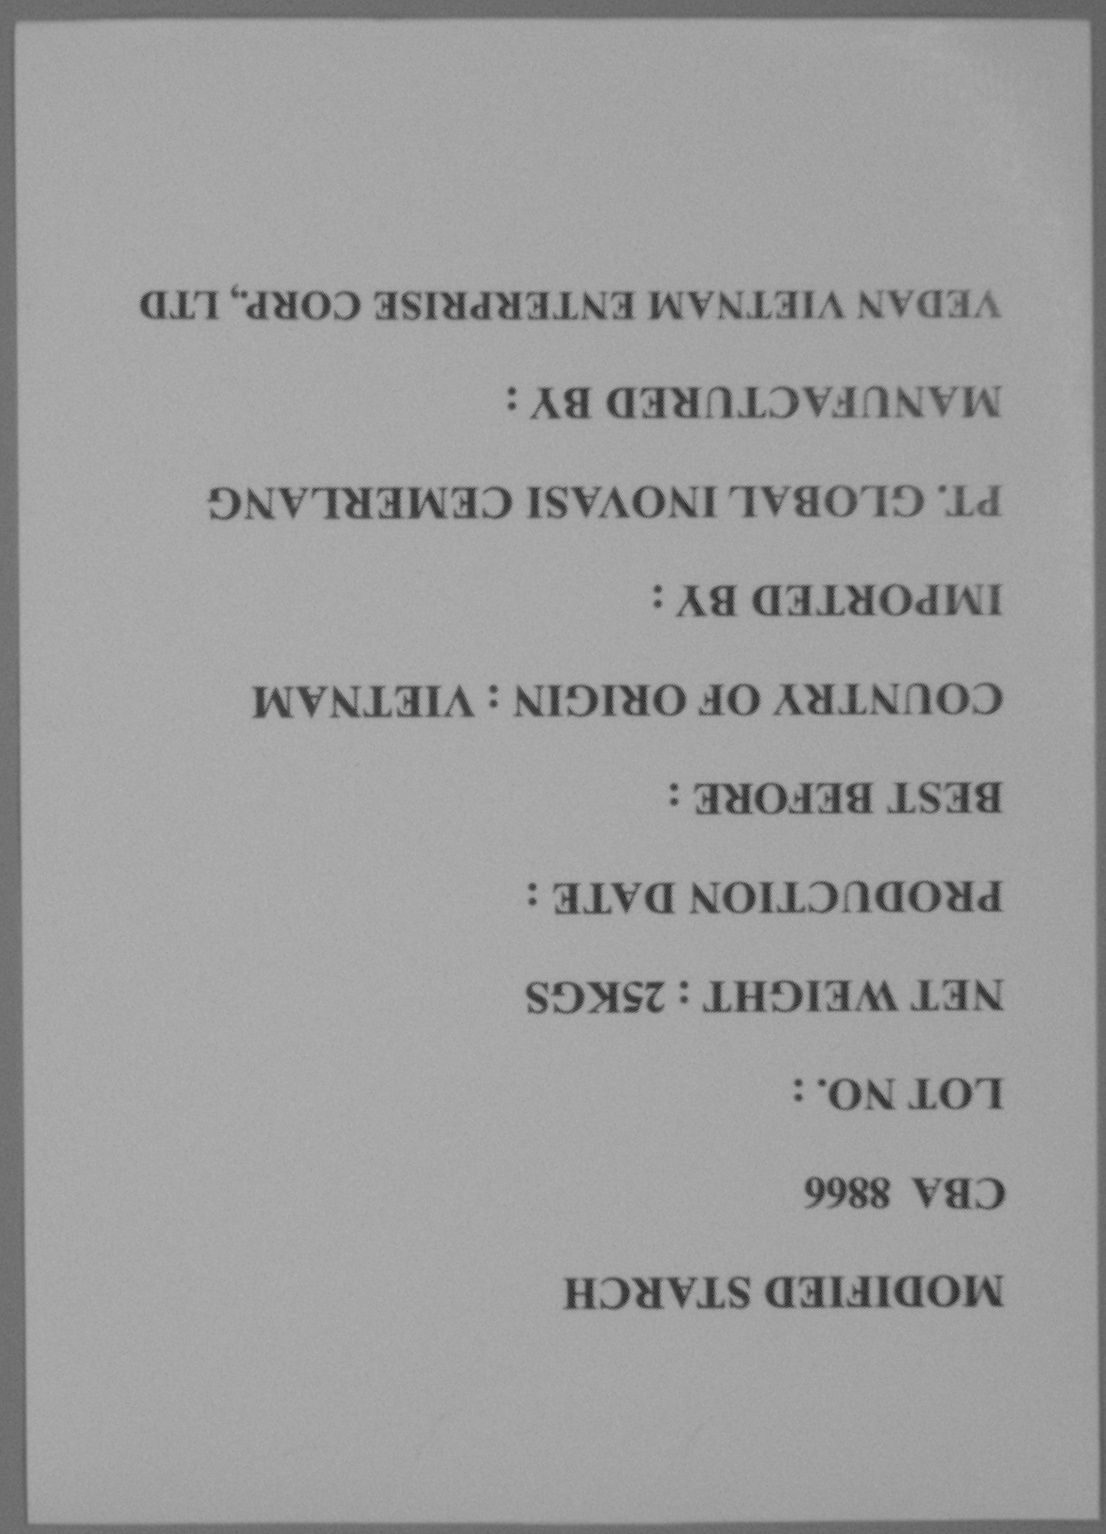 MODIFIED STARCH
CBA 8866
LOT NO. :
NET WEIGHT : 25KGS
PRODUCTION DATE :
BEST BEFORE :
COUNTRY OF ORIGIN : VIETNAM
IMPORTED BY :
PT. GLOBAL INOVASI CEMERLANG
MANUFACTURED BY :
VEDAN VIETNAM ENTERPRISE CORP., LTD